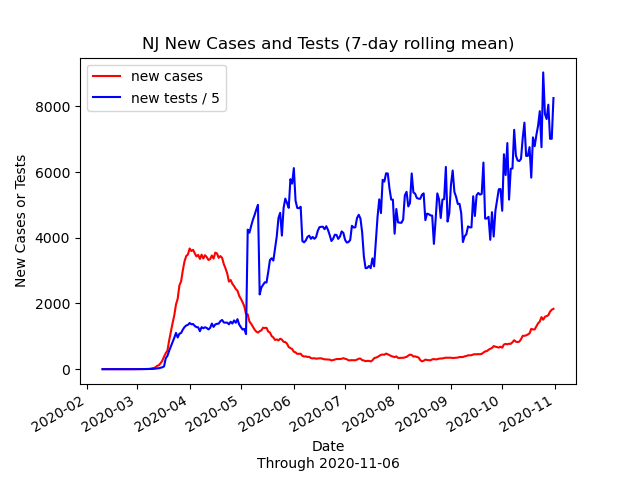 NJ New Cases and Tests (7-day rolling mean)
new cases
new tests / 5
New Cases or Tests
8000
6000
4000
2000
0
2020-02
2020-03
2020-04
2020-05
2020-06
2020-07
2020-08
2020-09
2020-10
2020-11
Date
Through 2020-11-06